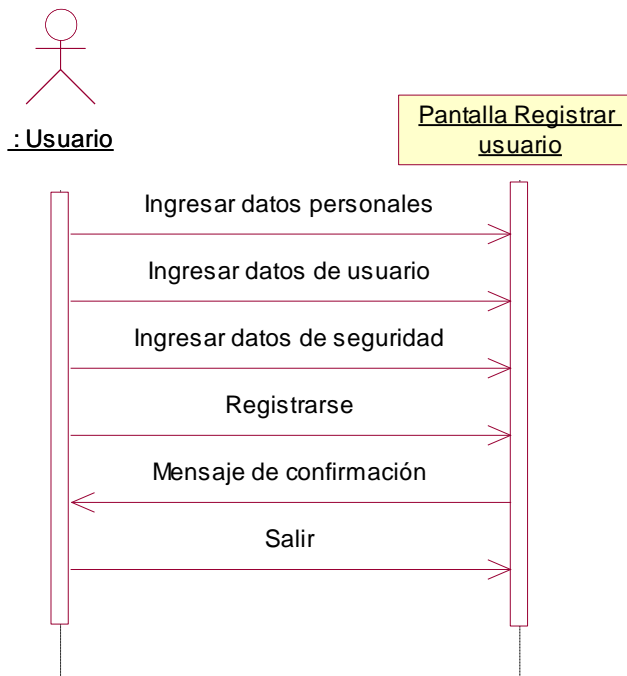 : Usuario
Pantalla Registrar
usuario
Ingresar datos personales
Ingresar datos de usuario
Ingresar datos de seguridad
Registrarse
Mensaje de confirmación
Salir